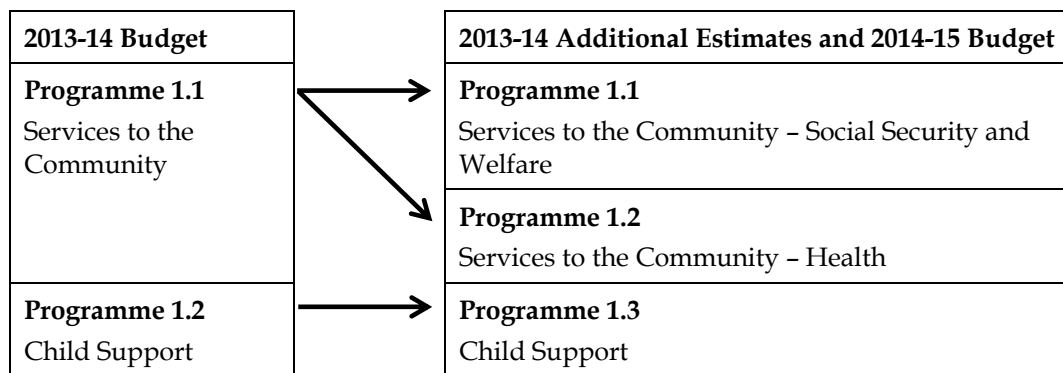 2013-14 Budget
Programme 1.1
Services to the
Community
Programme 1.2
Child Support
2013-14 Additional Estimates and 2014-15 Budget
Programme 1.1
Services to the Community – Social Security and
Welfare
Programme 1.2
Services to the Community – Health
Programme 1.3
Child Support